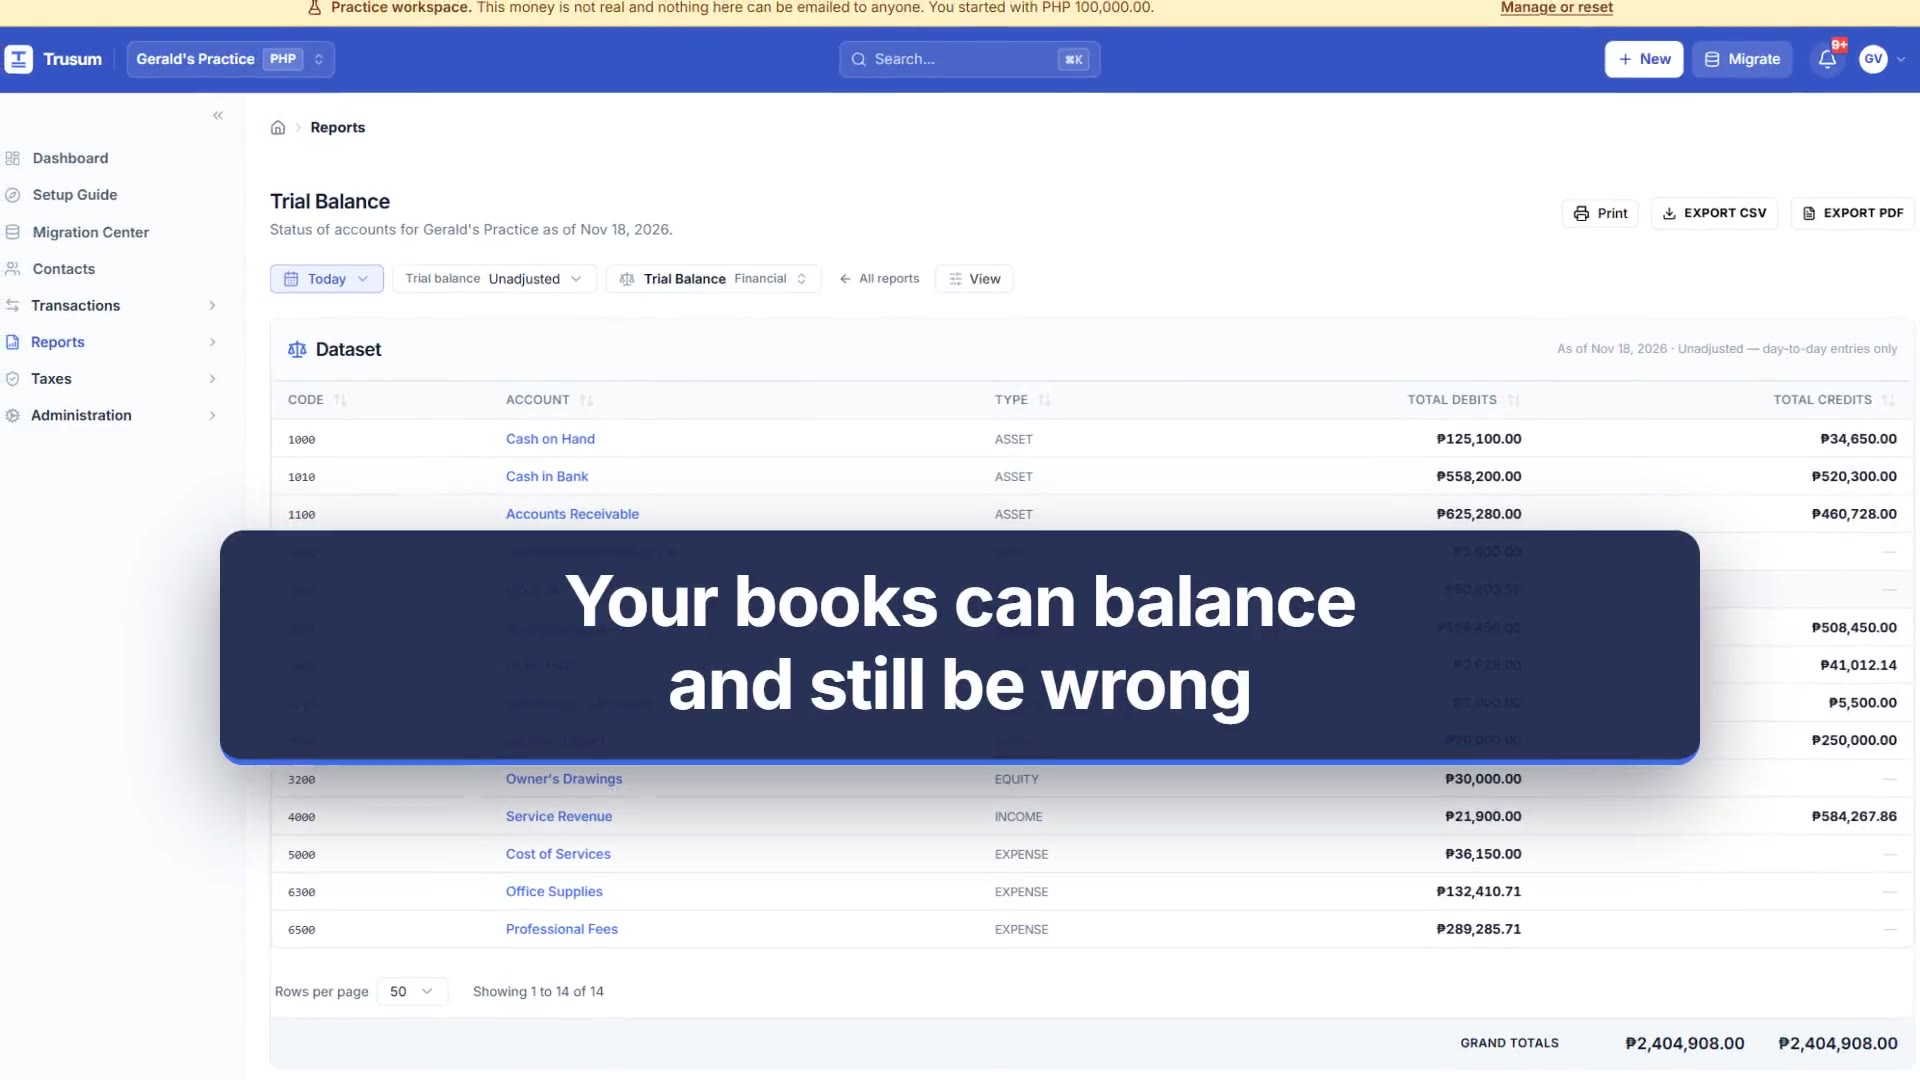 Practice workspace. This money is not real and nothing here can be emailed to anyone. You started with PHP 100,000.00. Manage or reset
Trusum Gerald's Practice PHP Search... ⌘K + New Migrate 9+ GV
Reports
Dashboard
Setup Guide
Migration Center
Contacts
Transactions
Reports
Taxes
Administration
Trial Balance
Status of accounts for Gerald's Practice as of Nov 18, 2026.
Print EXPORT CSV EXPORT PDF
Today Trial balance Unadjusted Trial Balance Financial ← All reports View
Dataset As of Nov 18, 2026 · Unadjusted — day-to-day entries only
CODE ACCOUNT TYPE TOTAL DEBITS TOTAL CREDITS
1000 Cash on Hand ASSET ₱125,100.00 ₱34,650.00
1010 Cash in Bank ASSET ₱558,200.00 ₱520,300.00
1100 Accounts Receivable ASSET ₱625,280.00 ₱460,728.00
—
—
₱508,450.00
₱41,012.14
₱5,500.00
₱250,000.00
Your books can balance
and still be wrong
3200 Owner's Drawings EQUITY ₱30,000.00 —
4000 Service Revenue INCOME ₱21,900.00 ₱584,267.86
5000 Cost of Services EXPENSE ₱36,150.00 —
6300 Office Supplies EXPENSE ₱132,410.71 —
6500 Professional Fees EXPENSE ₱289,285.71 —
Rows per page 50 Showing 1 to 14 of 14
GRAND TOTALS ₱2,404,908.00 ₱2,404,908.00